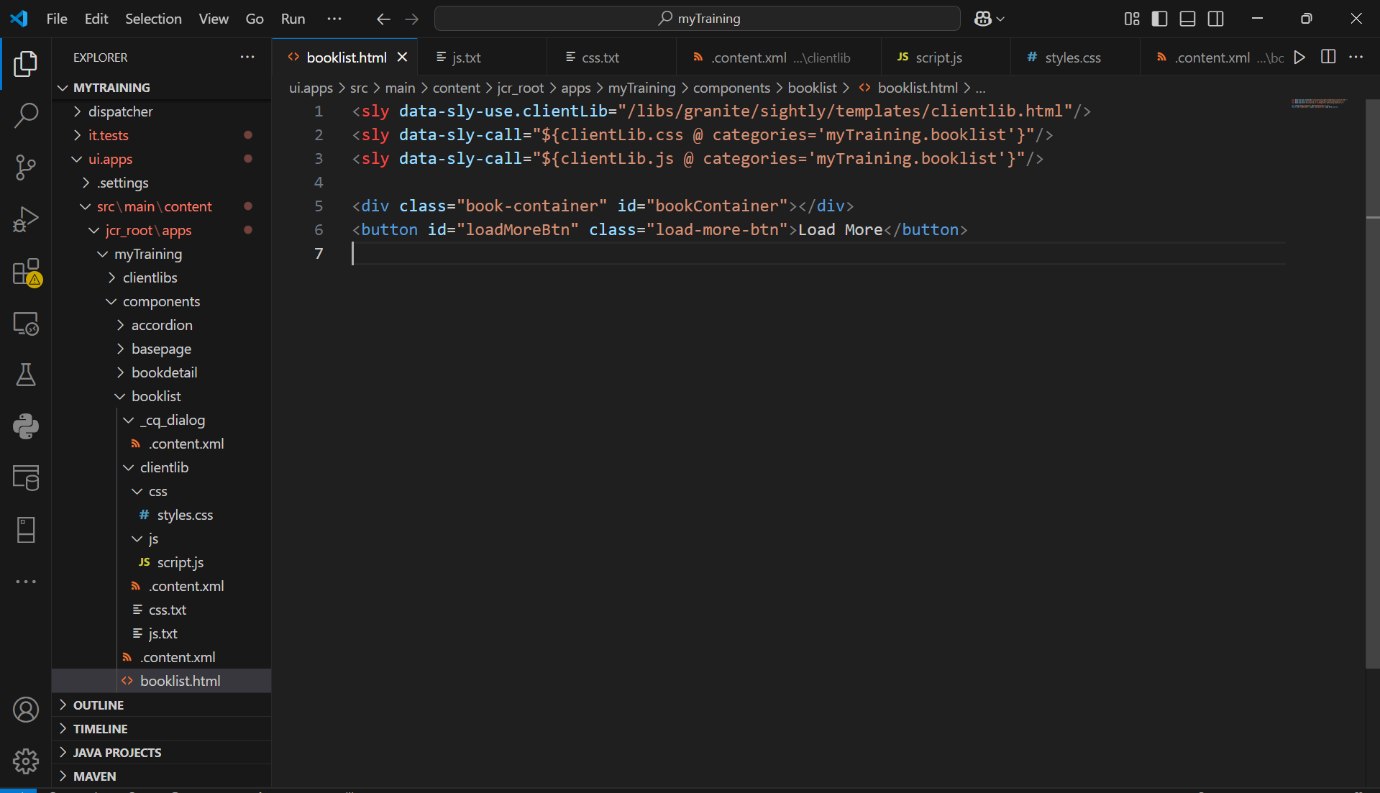 File Edit Selection View Go Run ··· myTraining
EXPLORER ···
booklist.html js.txt css.txt .content.xml ...\clientlib JS script.js # styles.css .content.xml ...\bc ···
ui.apps > src > main > content > jcr_root > apps > myTraining > components > booklist > booklist.html > ...
MYTRAINING
dispatcher
it.tests
ui.apps
.settings
src\main\content
jcr_root\apps
myTraining
clientlibs
components
accordion
basepage
bookdetail
booklist
_cq_dialog
.content.xml
clientlib
css
# styles.css
js
JS script.js
.content.xml
css.txt
js.txt
.content.xml
booklist.html
OUTLINE
TIMELINE
JAVA PROJECTS
MAVEN
1 <sly data-sly-use.clientLib="/libs/granite/sightly/templates/clientlib.html"/>
2 <sly data-sly-call="${clientLib.css @ categories='myTraining.booklist'}"/>
3 <sly data-sly-call="${clientLib.js @ categories='myTraining.booklist'}"/>
4
5 <div class="book-container" id="bookContainer"></div>
6 <button id="loadMoreBtn" class="load-more-btn">Load More</button>
7